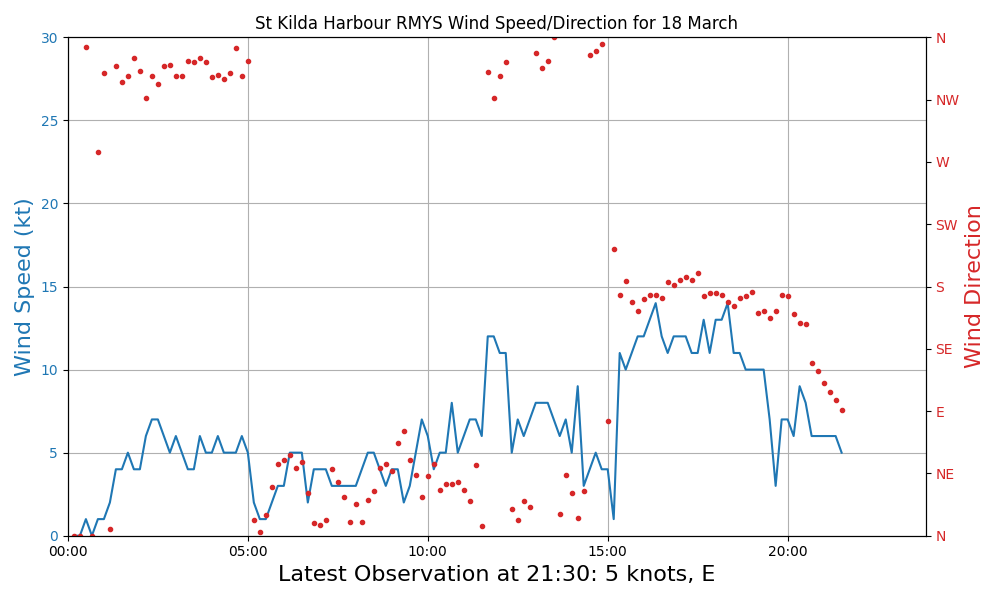 St Kilda Harbour RMYS Wind Speed/Direction for 18 March
30
25
20
15
10
5
0
Wind Speed (kt)
N
NW
W
SW
S
SE
E
NE
N
Wind Direction
00:00
05:00
10:00
15:00
20:00
Latest Observation at 21:30: 5 knots, E